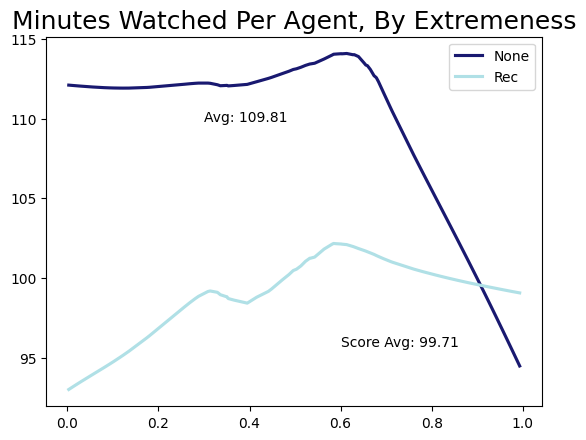 Minutes Watched Per Agent, By Extremeness
115
None
Rec
110
Avg: 109.81
105
100
Score Avg: 99.71
95
0.0 0.2 0.4 0.6 0.8 1.0